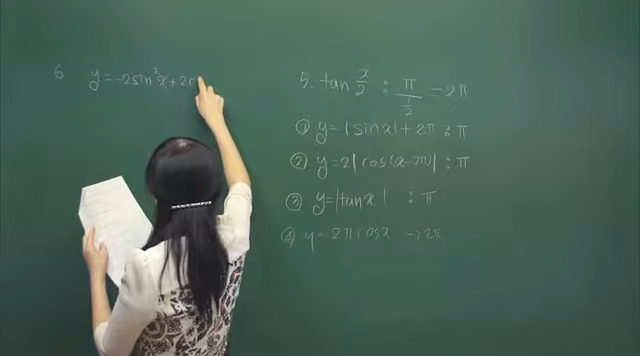 6 y = -2sin²x + 2c
5. tan x/2 : π/(1/2) = 2π
① y = |sinx| + 2π : π
② y = 2|cos(x-2π)| : π
③ y = |tanx| : π
④ y = 2πcosx → 2π